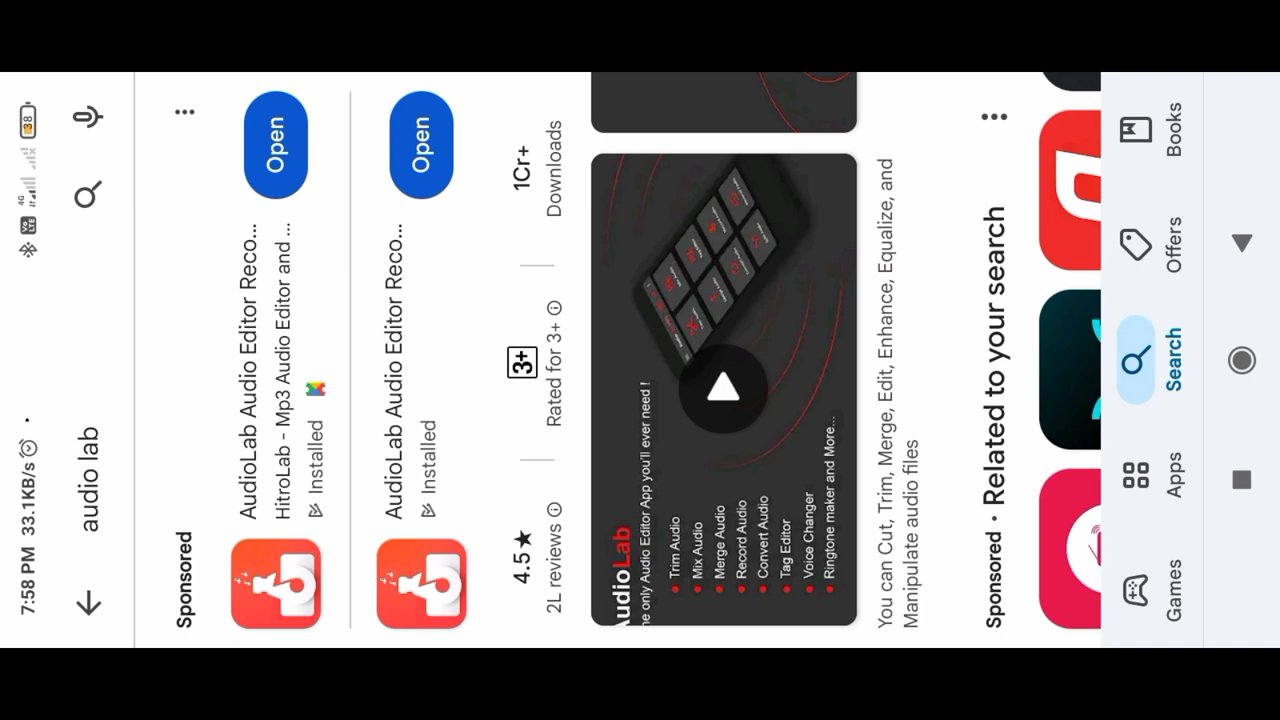 7:58 PM 33.1KB/s
4G
Vo
LTE
38
audio lab
Sponsored
AudioLab Audio Editor Reco...
HitroLab - Mp3 Audio Editor and ...
Installed
Open
AudioLab Audio Editor Reco...
Installed
Open
4.5★
2L reviews
3+
Rated for 3+
1Cr+
Downloads
AudioLab
he only Audio Editor App you'll ever need !
Trim Audio
Mix Audio
Merge Audio
Record Audio
Convert Audio
Tag Editor
Voice Changer
Ringtone maker and More...
You can Cut, Trim, Merge, Edit, Enhance, Equalize, and
Manipulate audio files
Sponsored · Related to your search
Games
Apps
Search
Offers
Books